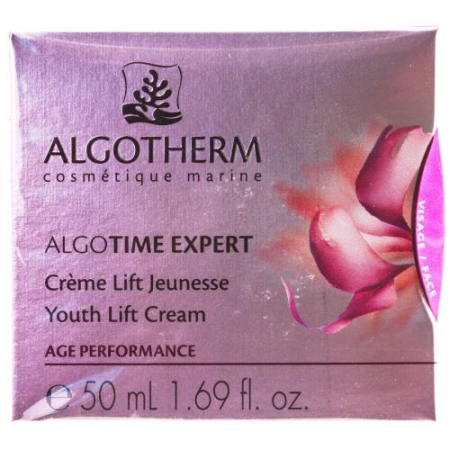 ALGOTHERM
cosmétique marine
ALGOTIME EXPERT
Crème Lift Jeunesse
Youth Lift Cream
AGE PERFORMANCE
℮ 50 mL 1.69 fl. oz.
VISAGE / FACE